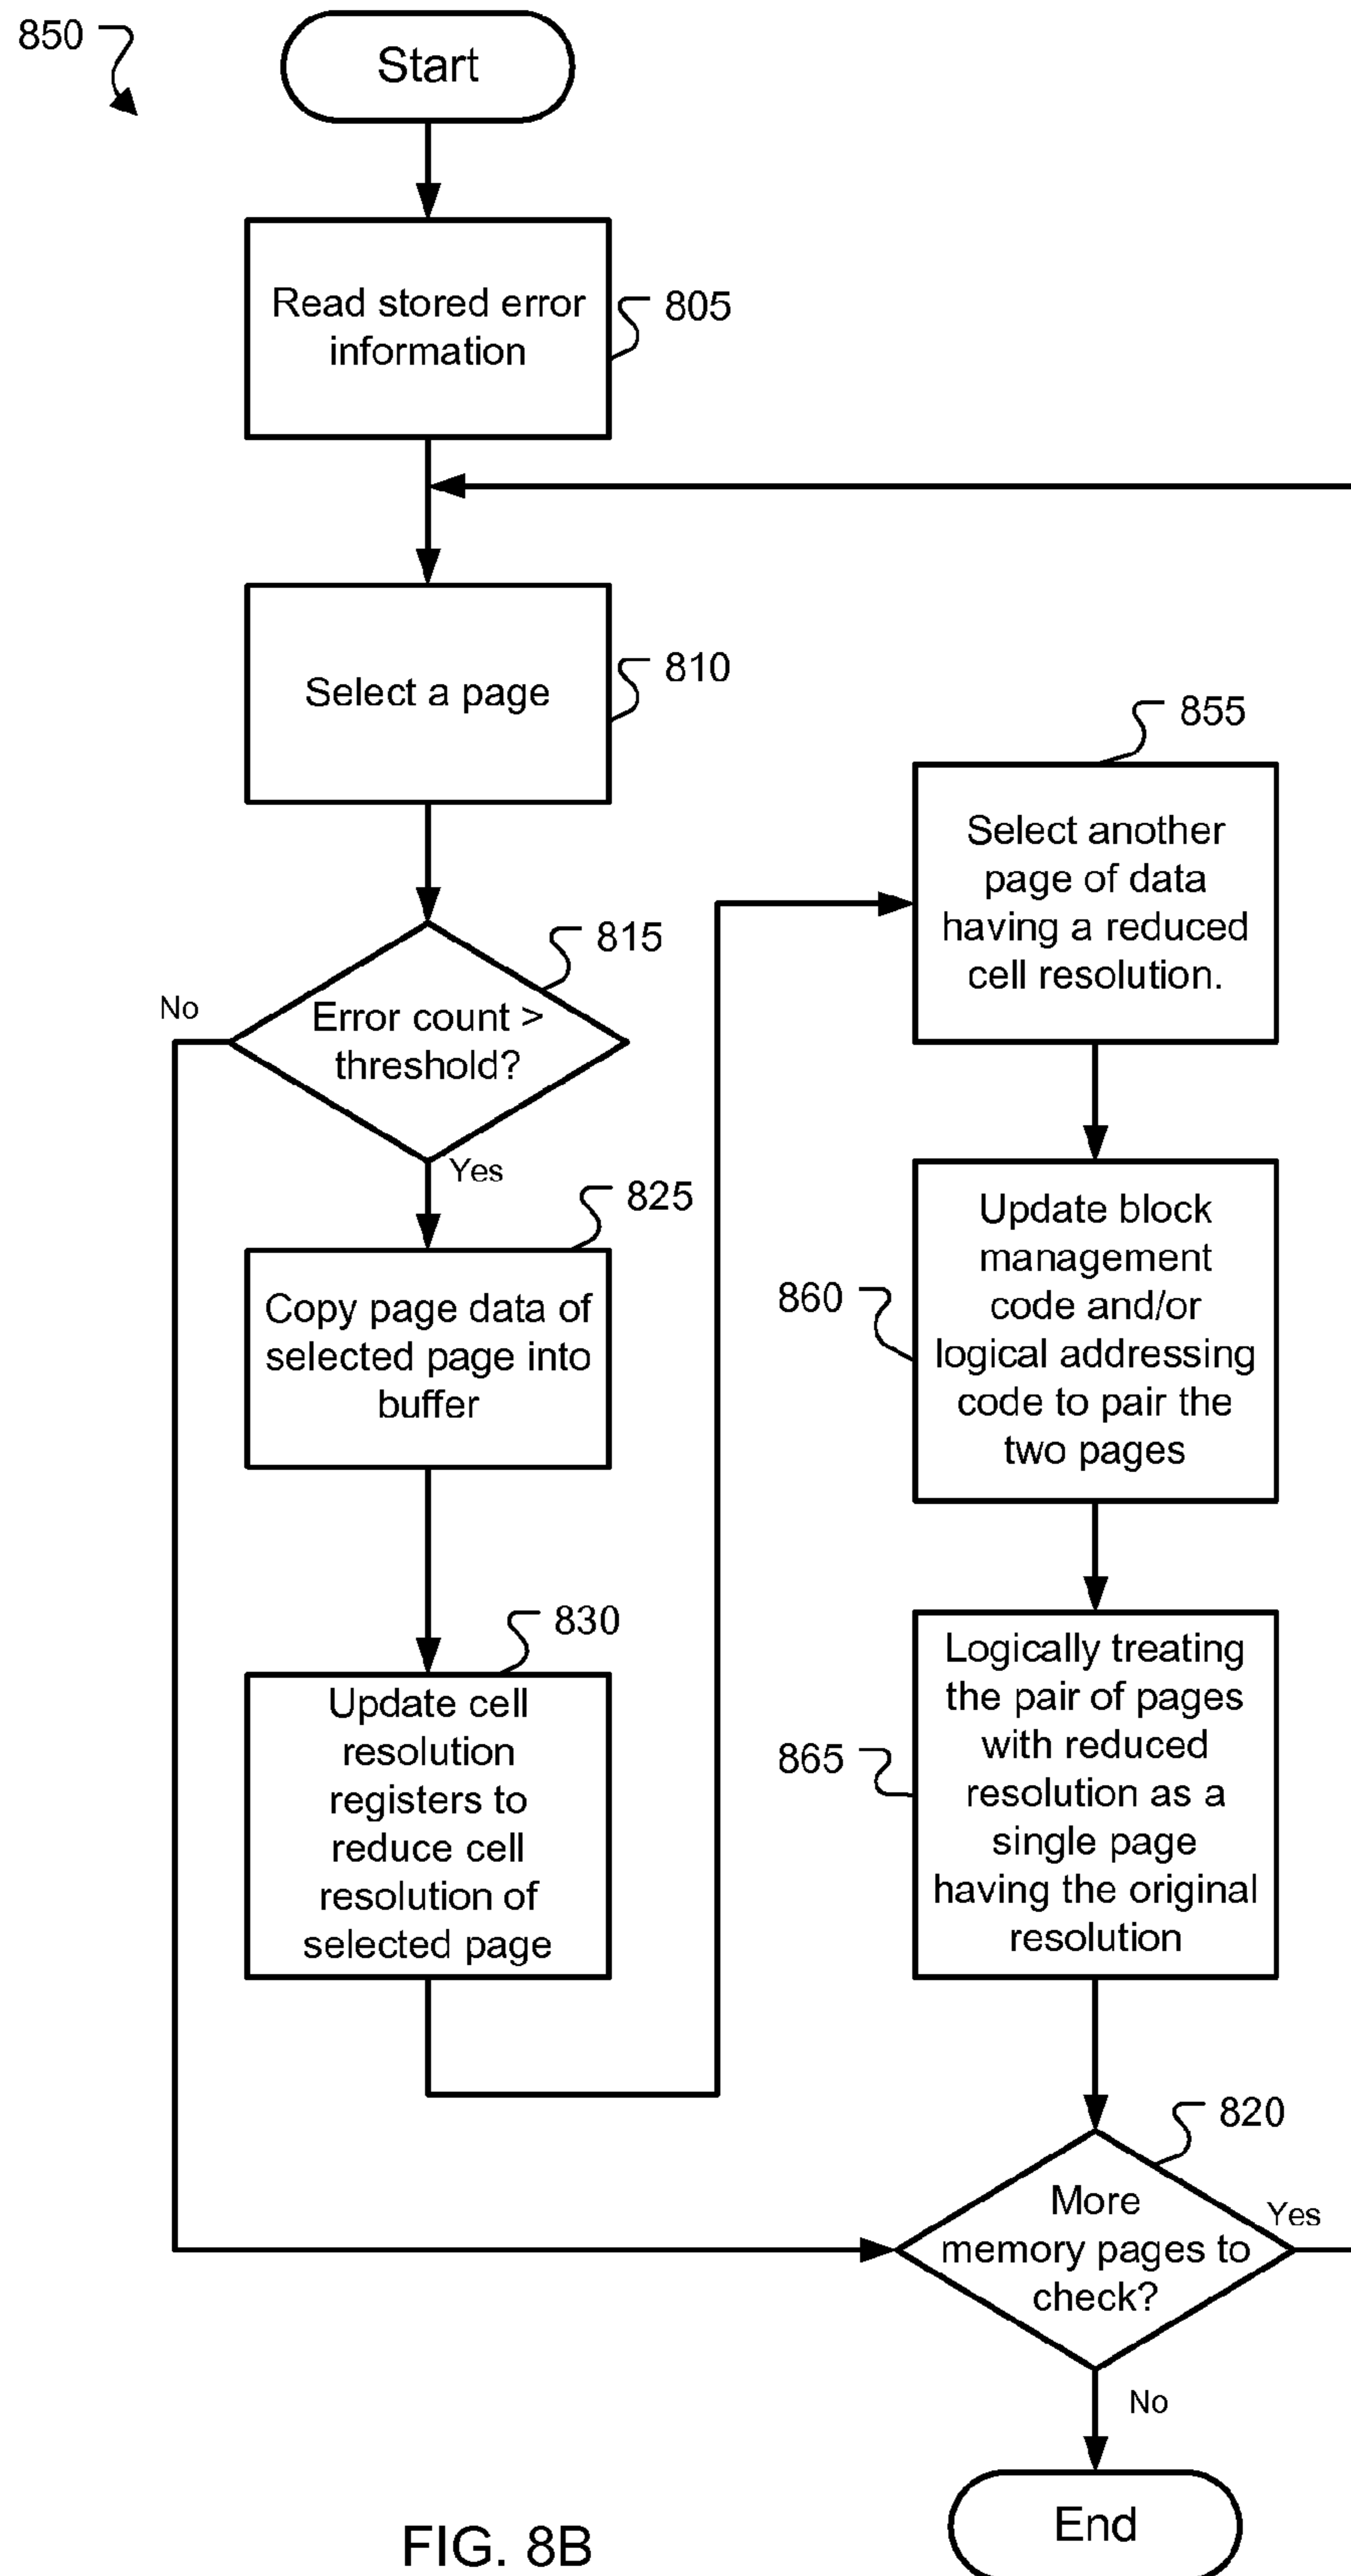 850
Start
Read stored error
information
805
Select a page
810
815
No
Error count >
threshold?
Yes
825
Copy page data of
selected page into
buffer
830
Update cell
resolution
registers to
reduce cell
resolution of
selected page
855
Select another
page of data
having a reduced
cell resolution.
860
Update block
management
code and/or
logical addressing
code to pair the
two pages
865
Logically treating
the pair of pages
with reduced
resolution as a
single page
having the original
resolution
820
More
memory pages to
check?
Yes
No
End
FIG. 8B